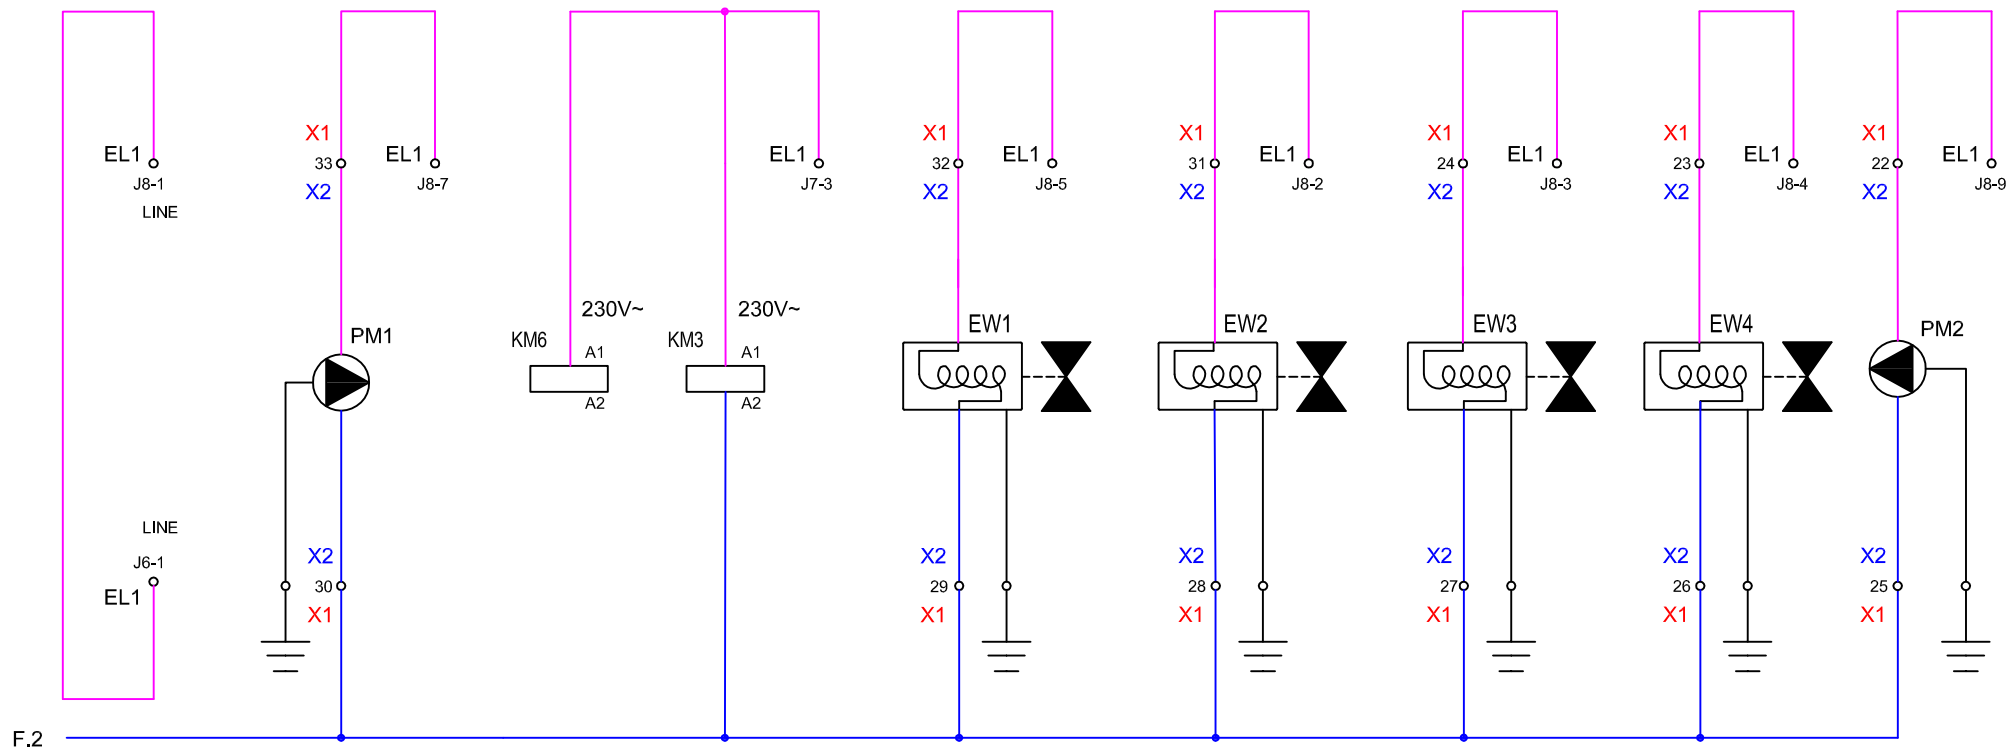 X1 X1 X1 X1 X1 X1
EL1 33 EL1 EL1 32 EL1 31 EL1 24 EL1 23 EL1 22 EL1
J8-1 X2 J8-7 J7-3 X2 J8-5 X2 J8-2 X2 J8-3 X2 J8-4 X2 J8-9
LINE
230V~ 230V~
PM1 KM6 KM3 EW1 EW2 EW3 EW4 PM2
A1 A1
A2 A2
LINE
J6-1 X2 X2 X2 X2 X2 X2
EL1 30 29 28 27 26 25
X1 X1 X1 X1 X1 X1
F.2